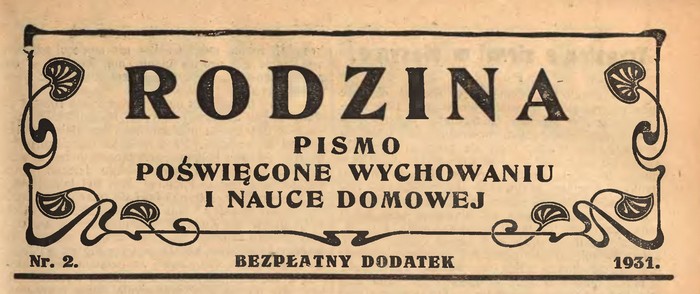 RODZINA
PISMO
POŚWIĘCONE WYCHOWANIU
I NAUCE DOMOWEJ
Nr. 2. BEZPŁATNY DODATEK 1931.